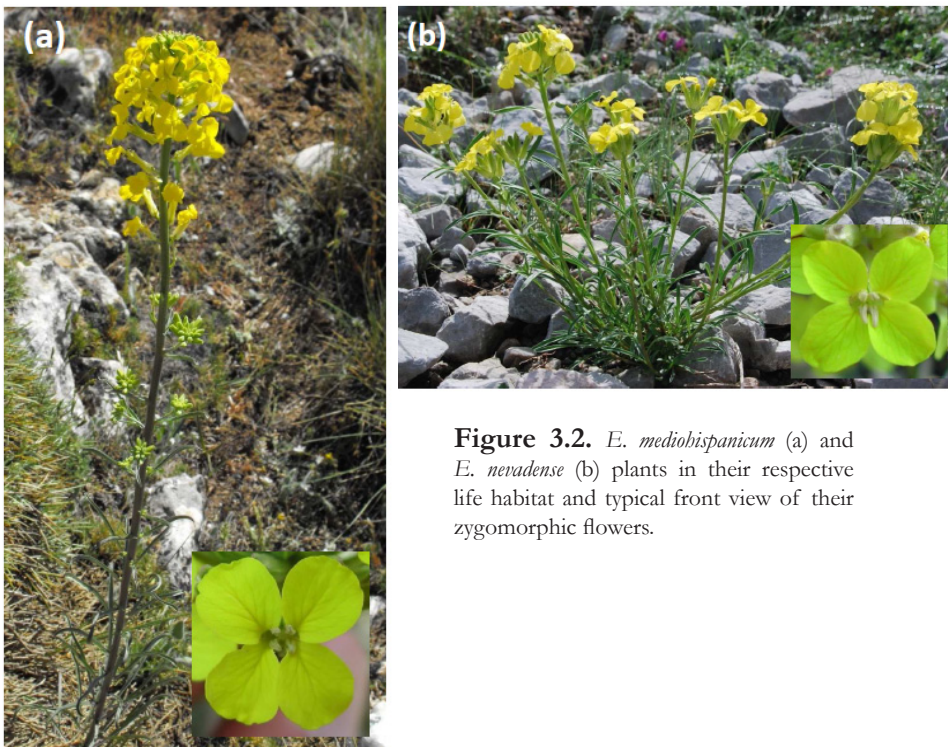 (a)
(b)
Figure 3.2. E. mediohispanicum (a) and
E. nevadense (b) plants in their respective
life habitat and typical front view of their
zygomorphic flowers.